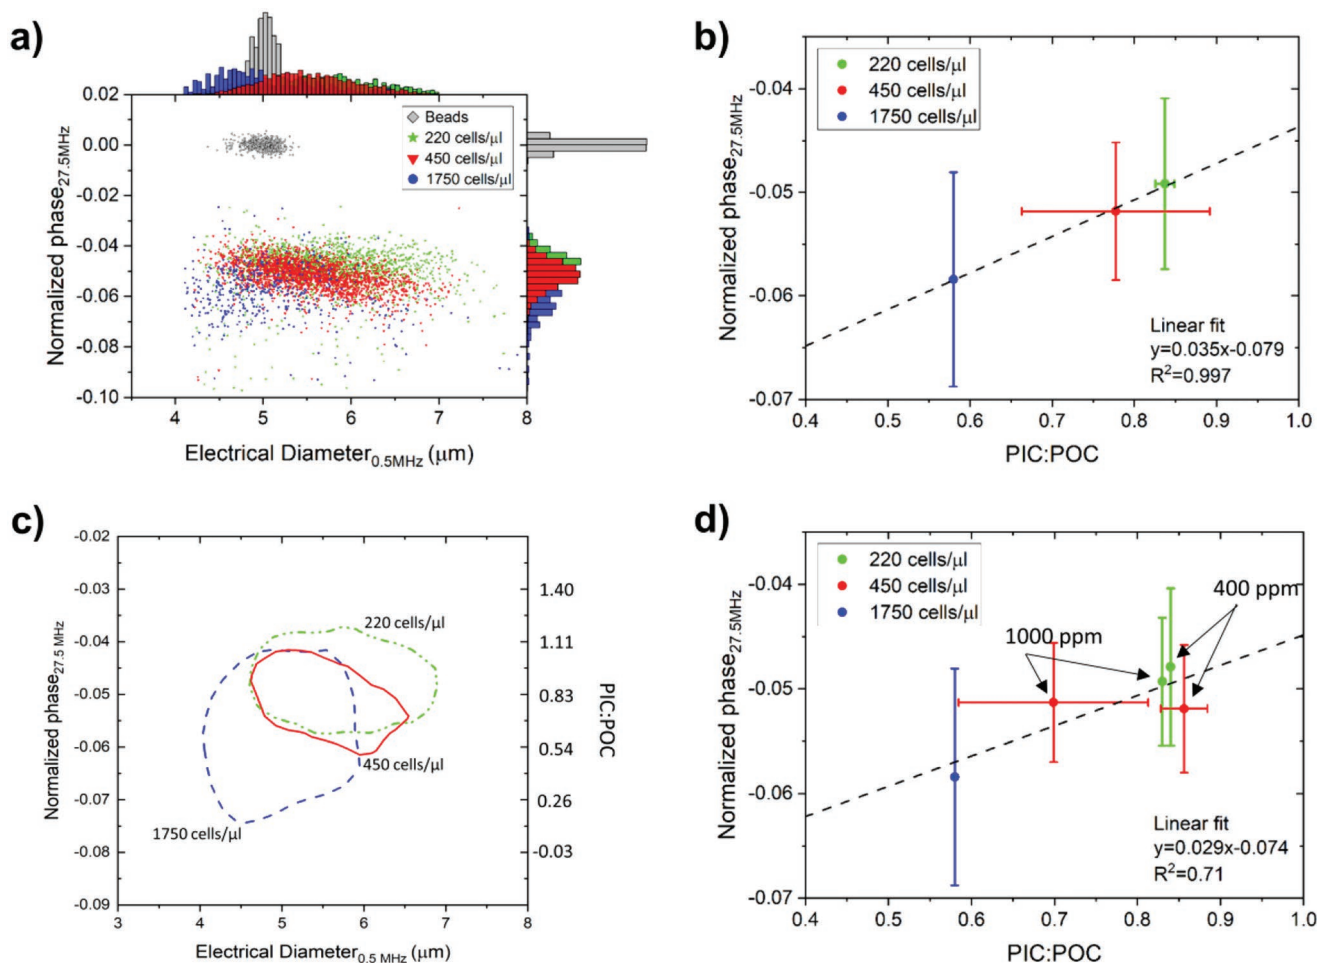 a)
0.02
0.00
-0.02
-0.04
-0.06
-0.08
-0.10
Normalized phase27.5MHz
Beads
220 cells/μl
450 cells/μl
1750 cells/μl
4 5 6 7 8
Electrical Diameter0.5MHz (μm)
b)
-0.04
-0.05
-0.06
-0.07
Normalized phase27.5MHz
220 cells/μl
450 cells/μl
1750 cells/μl
Linear fit
y=0.035x-0.079
R2=0.997
0.4 0.5 0.6 0.7 0.8 0.9 1.0
PIC:POC
c)
-0.02
-0.03
-0.04
-0.05
-0.06
-0.07
-0.08
-0.09
Normalized phase27.5 MHz
220 cells/μl
450 cells/μl
1750 cells/μl
1.40
1.11
0.83
0.54
0.26
-0.03
PIC:POC
3 4 5 6 7 8
Electrical Diameter0.5 MHz (μm)
d)
-0.04
-0.05
-0.06
-0.07
Normalized phase27.5MHz
220 cells/μl
450 cells/μl
1750 cells/μl
400 ppm
1000 ppm
Linear fit
y=0.029x-0.074
R2=0.71
0.4 0.5 0.6 0.7 0.8 0.9 1.0
PIC:POC